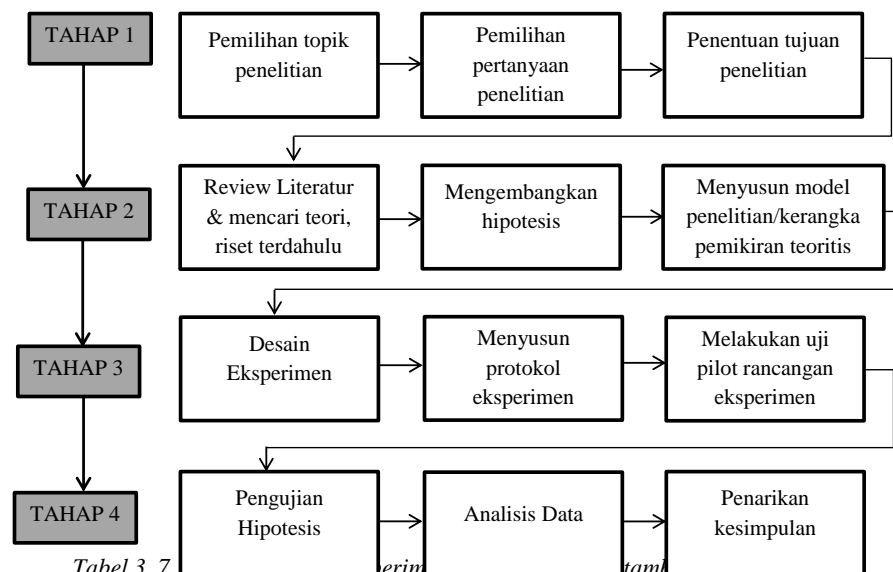 TAHAP 1
Pemilihan topik
penelitian
Pemilihan
pertanyaan
penelitian
Penentuan tujuan
penelitian
TAHAP 2
Review Literatur
& mencari teori,
riset terdahulu
Mengembangkan
hipotesis
Menyusun model
penelitian/kerangka
pemikiran teoritis
TAHAP 3
Desain
Eksperimen
Menyusun
protokol
eksperimen
Melakukan uji
pilot rancangan
eksperimen
TAHAP 4
Pengujian
Hipotesis
Analisis Data
Penarikan
kesimpulan
Tabel 3. 7